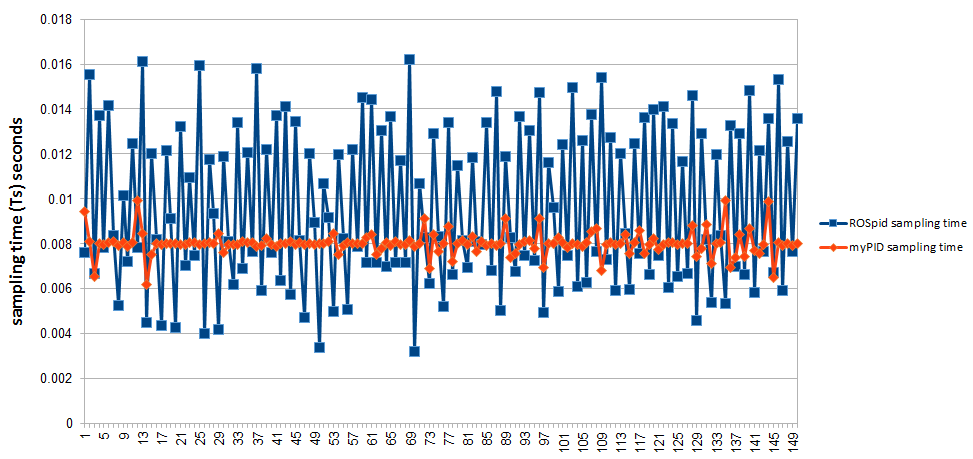 0.018
0.016
0.014
0.012
0.01
0.008
0.006
0.004
0.002
0
sampling time (Ts) seconds
1 5 9 13 17 21 25 29 33 37 41 45 49 53 57 61 65 69 73 77 81 85 89 93 97 101 105 109 113 117 121 125 129 133 137 141 145 149
ROSpid sampling time
myPID sampling time